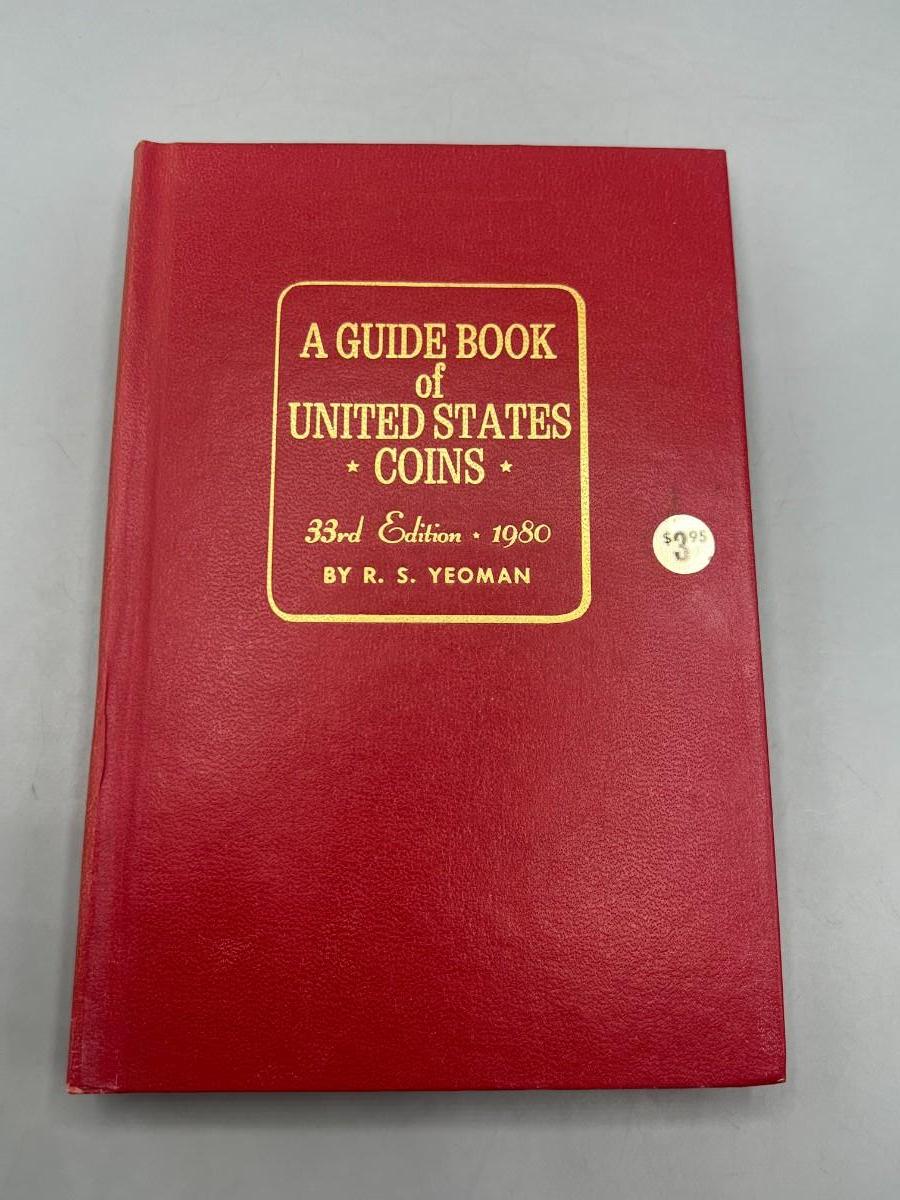 A GUIDE BOOK
of
UNITED STATES
★ COINS ★
33rd Edition • 1980
BY R. S. YEOMAN
$3.95